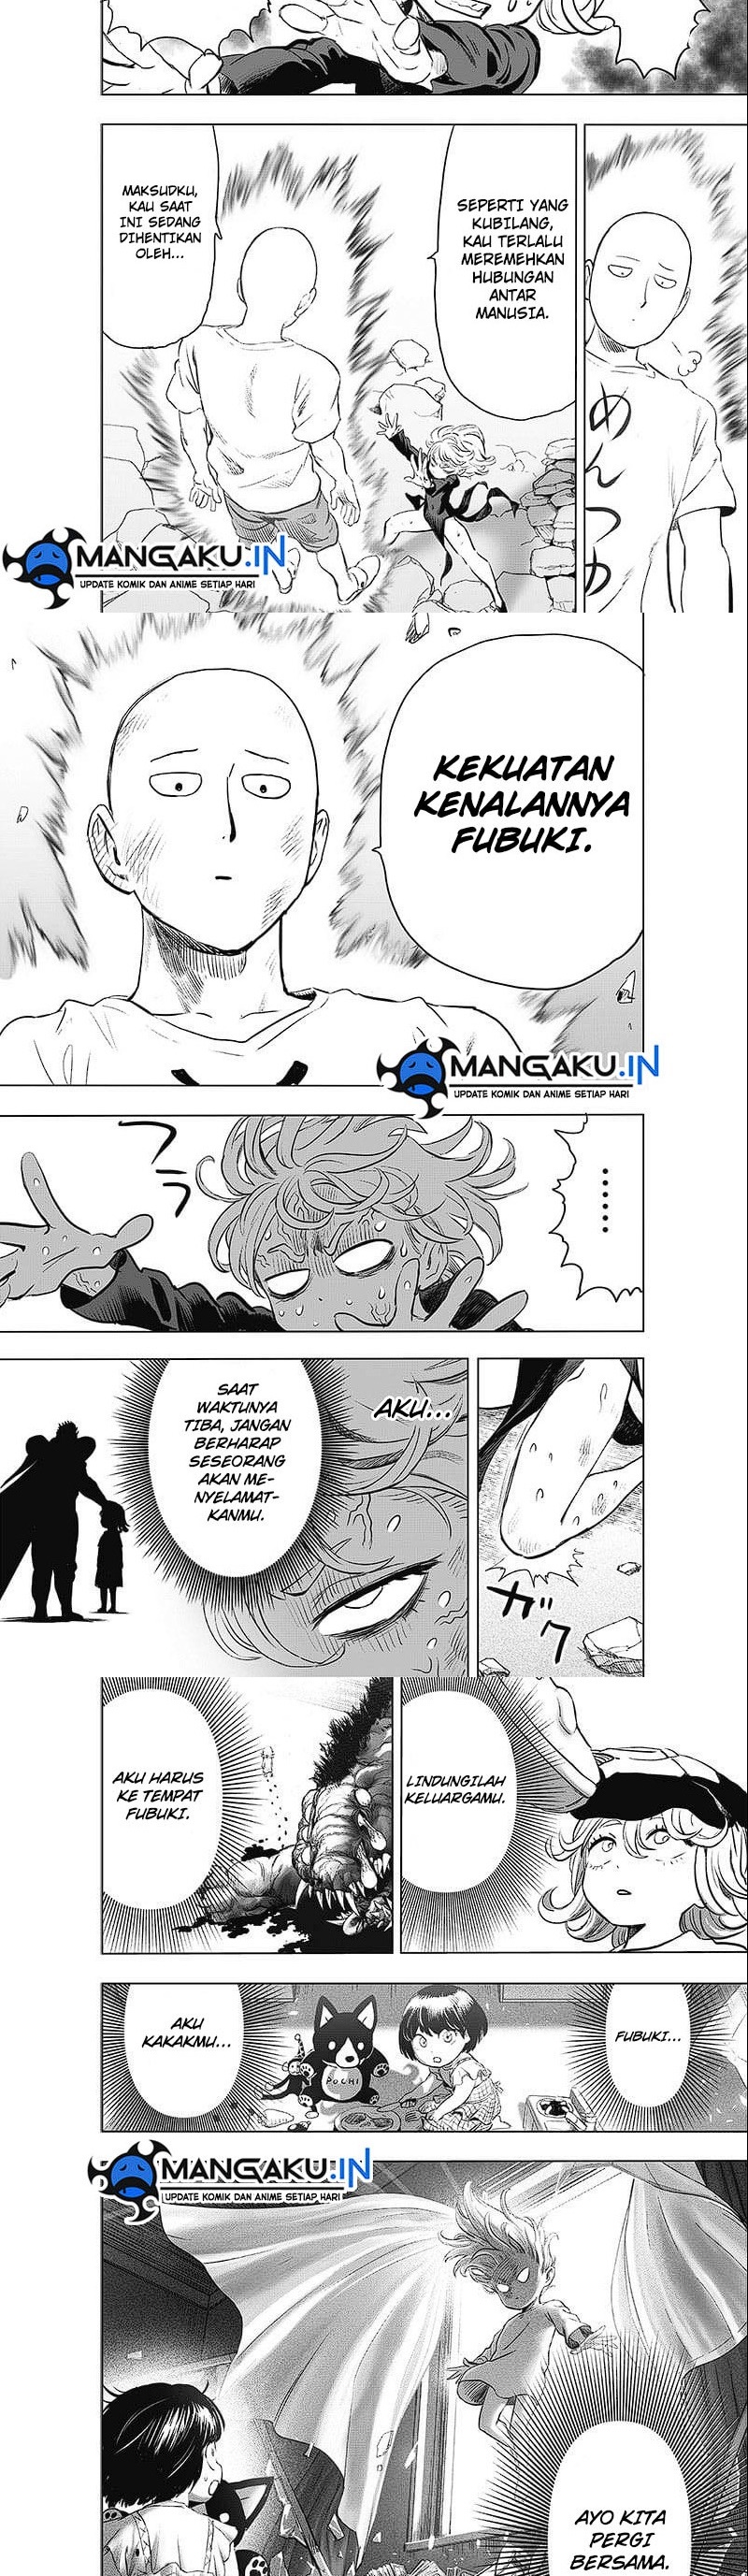 SEPERTI YANG
KUBILANG,
KAU TERLALU
MEREMEHKAN
HUBUNGAN
ANTAR
MANUSIA.
MAKSUDKU,
KAU SAAT
INI SEDANG
DIHENTIKAN
OLEH...
めんつゆ
MANGAKU.IN
UPDATE KOMIK DAN ANIME SETIAP HARI
KEKUATAN
KENALANNYA
FUBUKI.
MANGAKU.IN
UPDATE KOMIK DAN ANIME SETIAP HARI
......
フラ
ガク
AKU...
SAAT
WAKTUNYA
TIBA, JANGAN
BERHARAP
SESEORANG
AKAN ME-
NYELAMAT-
KANMU.
LINDUNGILAH
KELUARGAMU.
AKU HARUS
KE TEMPAT
FUBUKI.
FUBUKI...
POCHI
AKU
KAKAKMU...
MANGAKU.IN
UPDATE KOMIK DAN ANIME SETIAP HARI
AYO KITA
PERGI
BERSAMA.